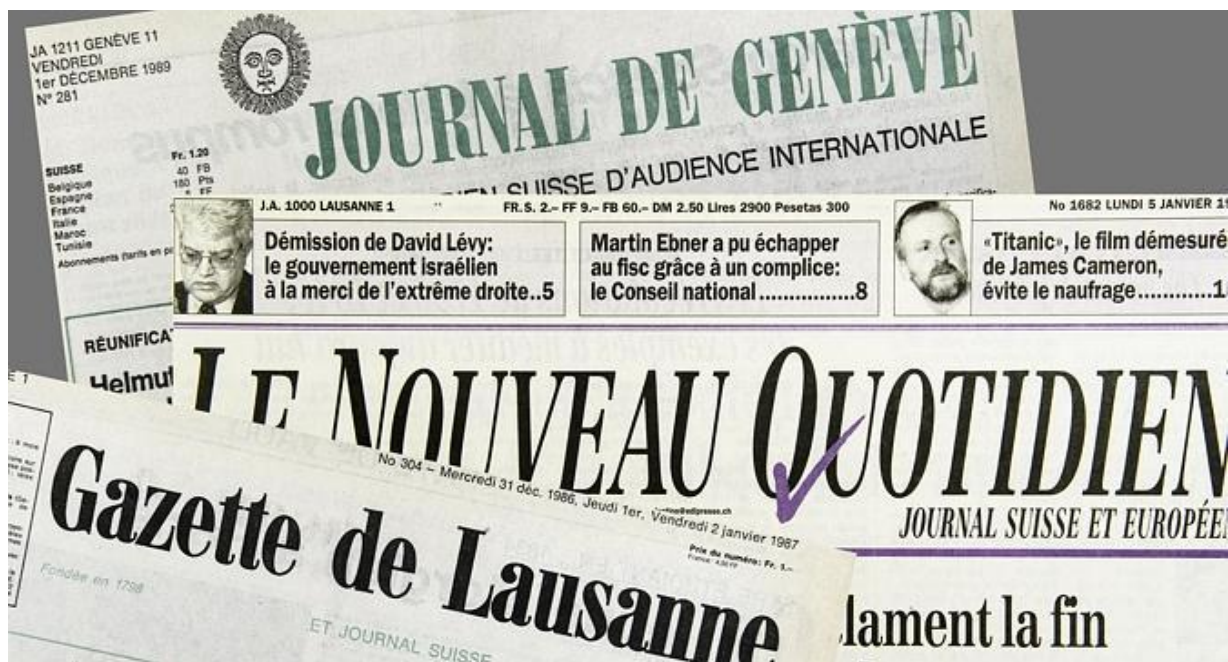 JA 1211 GENÈVE 11
VENDREDI
1er DÉCEMBRE 1989
N° 281
JOURNAL DE GENÈVE
SUISSE D'AUDIENCE INTERNATIONALE
SUISSE Fr. 1.20
Belgique 40 FB
Espagne 180 Pts
France FF
Italie
Maroc
Tunisie
Abonnements (tarifs en
RÉUNIFICA
Helmut
J.A. 1000 LAUSANNE 1
FR.S. 2.– FF 9.– FB 60.– DM 2.50 Lires 2900 Pesetas 300
No 1682 LUNDI 5 JANVIER
Démission de David Lévy:
le gouvernement israélien
à la merci de l'extrême droite..5
Martin Ebner a pu échapper
au fisc grâce à un complice:
le Conseil national................8
«Titanic», le film démesuré
de James Cameron,
évite le naufrage............1
LE NOUVEAU QUOTIDIEN
JOURNAL SUISSE ET EUROPÉE
lament la fin
No 304 – Mercredi 31 déc. 1986, Jeudi 1er, Vendredi 2 janvier 1987
Prix du numéro: Fr. 1.–
Gazette de Lausanne
Fondée en 1798
ET JOURNAL SUISSE